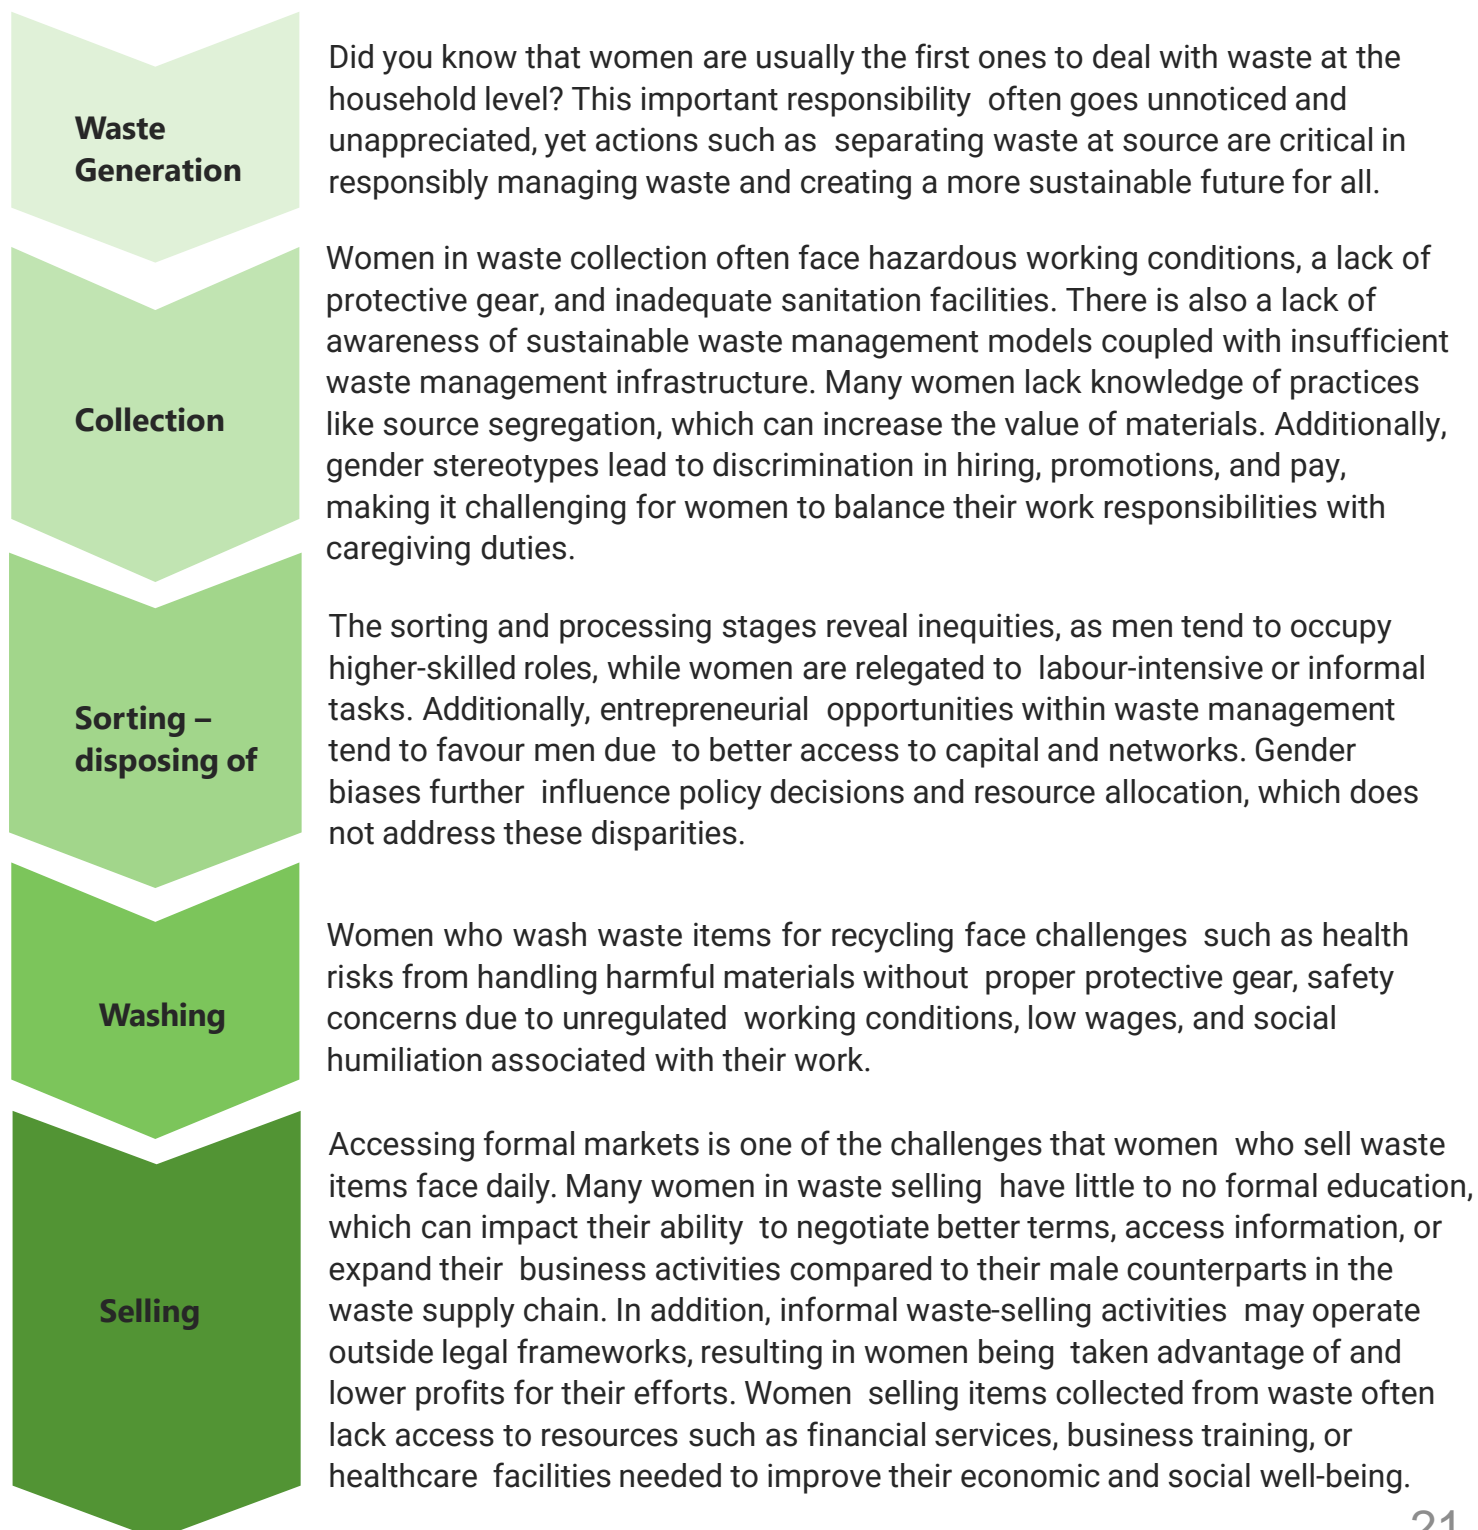 Waste
Generation
Did you know that women are usually the first ones to deal with waste at the
household level? This important responsibility often goes unnoticed and
unappreciated, yet actions such as separating waste at source are critical in
responsibly managing waste and creating a more sustainable future for all.
Collection
Women in waste collection often face hazardous working conditions, a lack of
protective gear, and inadequate sanitation facilities. There is also a lack of
awareness of sustainable waste management models coupled with insufficient
waste management infrastructure. Many women lack knowledge of practices
like source segregation, which can increase the value of materials. Additionally,
gender stereotypes lead to discrimination in hiring, promotions, and pay,
making it challenging for women to balance their work responsibilities with
caregiving duties.
Sorting –
disposing of
The sorting and processing stages reveal inequities, as men tend to occupy
higher-skilled roles, while women are relegated to labour-intensive or informal
tasks. Additionally, entrepreneurial opportunities within waste management
tend to favour men due to better access to capital and networks. Gender
biases further influence policy decisions and resource allocation, which does
not address these disparities.
Washing
Women who wash waste items for recycling face challenges such as health
risks from handling harmful materials without proper protective gear, safety
concerns due to unregulated working conditions, low wages, and social
humiliation associated with their work.
Selling
Accessing formal markets is one of the challenges that women who sell waste
items face daily. Many women in waste selling have little to no formal education,
which can impact their ability to negotiate better terms, access information, or
expand their business activities compared to their male counterparts in the
waste supply chain. In addition, informal waste-selling activities may operate
outside legal frameworks, resulting in women being taken advantage of and
lower profits for their efforts. Women selling items collected from waste often
lack access to resources such as financial services, business training, or
healthcare facilities needed to improve their economic and social well-being.
21